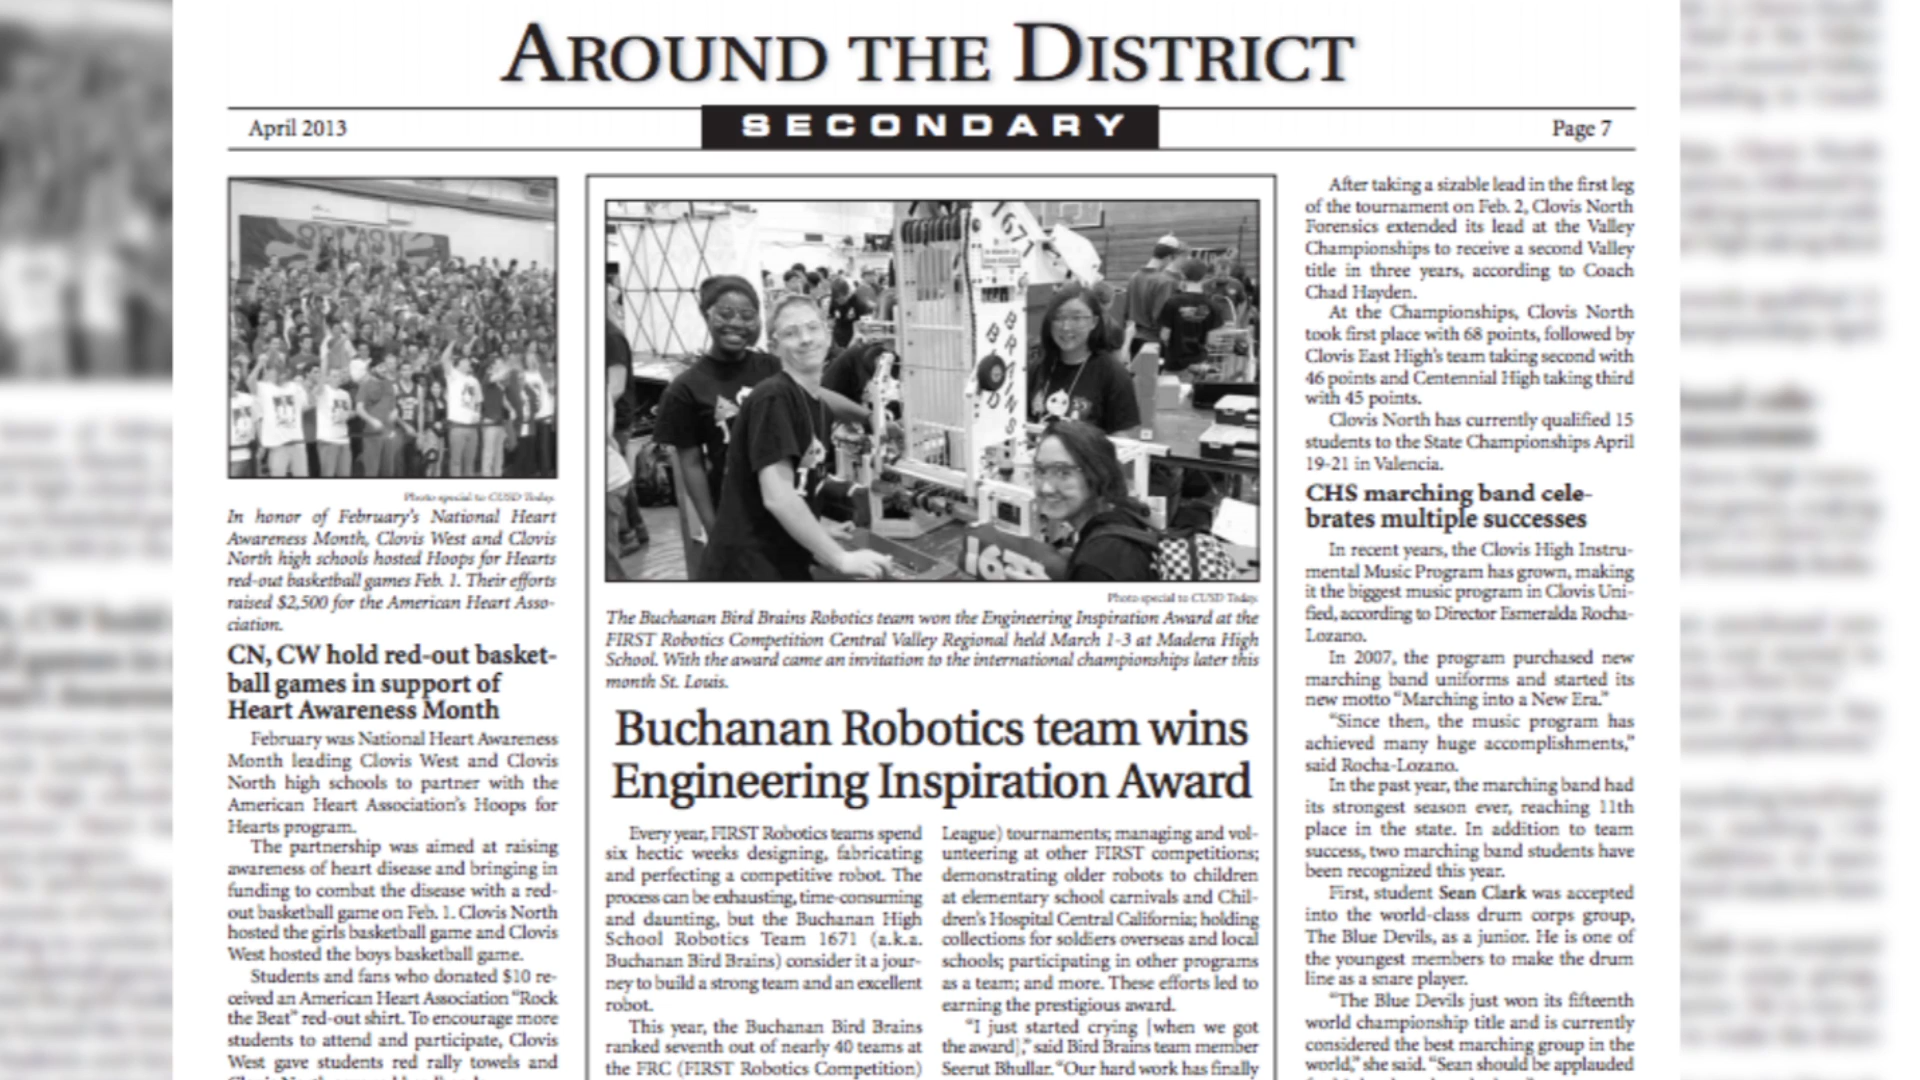 AROUND THE DISTRICT
April 2013
SECONDARY
Page 7
SPLASH
Photo special to CUSD Today.
In honor of February's National Heart
Awareness Month, Clovis West and Clovis
North high schools hosted Hoops for Hearts
red-out basketball games Feb. 1. Their efforts
raised $2,500 for the American Heart Asso-
ciation.
CN, CW hold red-out basket-
ball games in support of
Heart Awareness Month
February was National Heart Awareness
Month leading Clovis West and Clovis
North high schools to partner with the
American Heart Association's Hoops for
Hearts program.
The partnership was aimed at raising
awareness of heart disease and bringing in
funding to combat the disease with a red-
out basketball game on Feb. 1. Clovis North
hosted the girls basketball game and Clovis
West hosted the boys basketball game.
Students and fans who donated $10 re-
ceived an American Heart Association "Rock
the Beat" red-out shirt. To encourage more
students to attend and participate, Clovis
West gave students red rally towels and
1671
BIRD
BRAINS
167
Photo special to CUSD Today.
The Buchanan Bird Brains Robotics team won the Engineering Inspiration Award at the
FIRST Robotics Competition Central Valley Regional held March 1-3 at Madera High
School. With the award came an invitation to the international championships later this
month St. Louis.
Buchanan Robotics team wins
Engineering Inspiration Award
Every year, FIRST Robotics teams spend
six hectic weeks designing, fabricating
and perfecting a competitive robot. The
process can be exhausting, time-consuming
and daunting, but the Buchanan High
School Robotics Team 1671 (a.k.a.
Buchanan Bird Brains) consider it a jour-
ney to build a strong team and an excellent
robot.
This year, the Buchanan Bird Brains
ranked seventh out of nearly 40 teams at
the FRC (FIRST Robotics Competition)
League) tournaments; managing and vol-
unteering at other FIRST competitions;
demonstrating older robots to children
at elementary school carnivals and Chil-
dren's Hospital Central California; holding
collections for soldiers overseas and local
schools; participating in other programs
as a team; and more. These efforts led to
earning the prestigious award.
"I just started crying [when we got
the award]," said Bird Brains team member
Seerut Bhullar. "Our hard work has finally
After taking a sizable lead in the first leg
of the tournament on Feb. 2, Clovis North
Forensics extended its lead at the Valley
Championships to receive a second Valley
title in three years, according to Coach
Chad Hayden.
At the Championships, Clovis North
took first place with 68 points, followed by
Clovis East High's team taking second with
46 points and Centennial High taking third
with 45 points.
Clovis North has currently qualified 15
students to the State Championships April
19-21 in Valencia.
CHS marching band cele-
brates multiple successes
In recent years, the Clovis High Instru-
mental Music Program has grown, making
it the biggest music program in Clovis Uni-
fied, according to Director Esmeralda Rocha-
Lozano.
In 2007, the program purchased new
marching band uniforms and started its
new motto "Marching into a New Era."
"Since then, the music program has
achieved many huge accomplishments,"
said Rocha-Lozano.
In the past year, the marching band had
its strongest season ever, reaching 11th
place in the state. In addition to team
success, two marching band students have
been recognized this year.
First, student Sean Clark was accepted
into the world-class drum corps group,
The Blue Devils, as a junior. He is one of
the youngest members to make the drum
line as a snare player.
"The Blue Devils just won its fifteenth
world championship title and is currently
considered the best marching group in the
world," she said. "Sean should be applauded